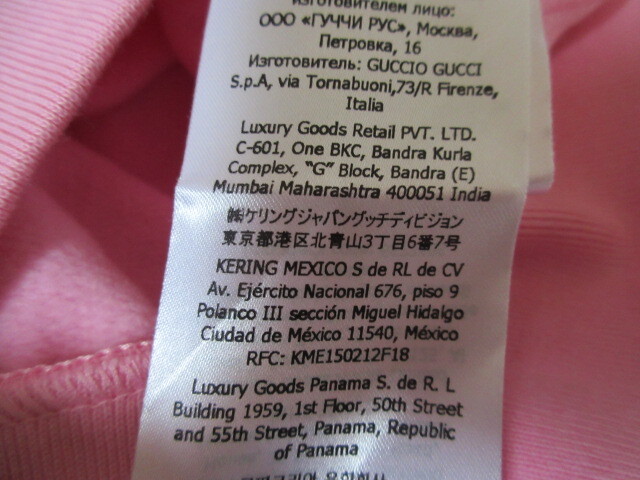 изготовителем лицо:
ООО «ГУЧЧИ РУС», Москва,
Петровка, 16
Изготовитель: GUCCIO GUCCI
S.p.A, via Tornabuoni,73/R Firenze,
Italia
Luxury Goods Retail PVT. LTD.
C-601, One BKC, Bandra Kurla
Complex, "G" Block, Bandra (E)
Mumbai Maharashtra 400051 India
㈱ケリングジャパングッチディビジョン
東京都港区北青山3丁目6番7号
KERING MEXICO S de RL de CV
Av. Ejército Nacional 676, piso 9
Polanco III sección Miguel Hidalgo
Ciudad de México 11540, México
RFC: KME150212F18
Luxury Goods Panama S. de R. L
Building 1959, 1st Floor, 50th Street
and 55th Street, Panama, Republic
of Panama